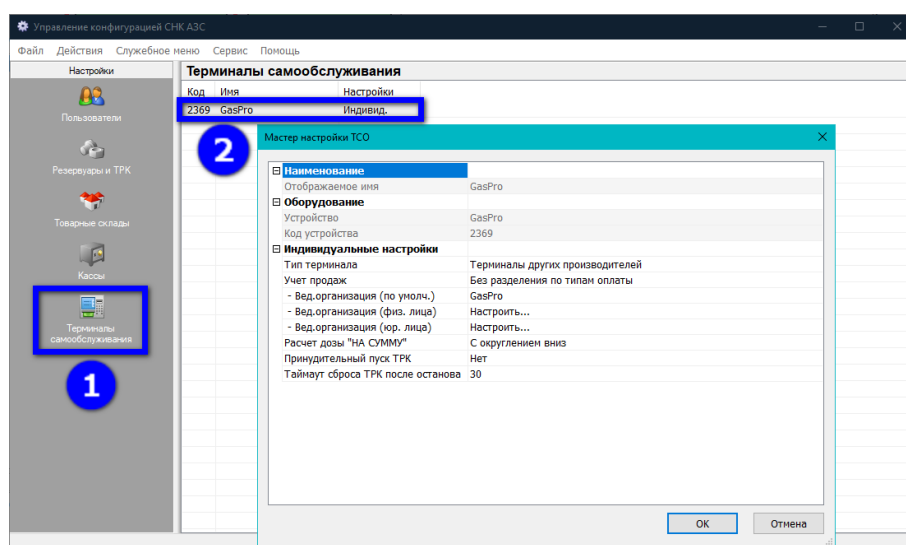 Управление конфигурацией СНК АЗС
Файл Действия Служебное меню Сервис Помощь
Настройки
Терминалы самообслуживания
Код Имя Настройки
2369 GasPro Индивид.
Пользователи
2
Мастер настройки ТСО
Резервуары и ТРК
Наименование
Отображаемое имя GasPro
Оборудование
Устройство GasPro
Товарные склады
Код устройства 2369
Индивидуальные настройки
Тип терминала Терминалы других производителей
Кассы
Учет продаж Без разделения по типам оплаты
- Вед.организация (по умолч.) GasPro
- Вед.организация (физ. лица) Настроить...
- Вед.организация (юр. лица) Настроить...
Терминалы
самообслуживания
Расчет дозы "НА СУММУ" С округлением вниз
Принудительный пуск ТРК Нет
Таймаут сброса ТРК после останова 30
1
ОК Отмена